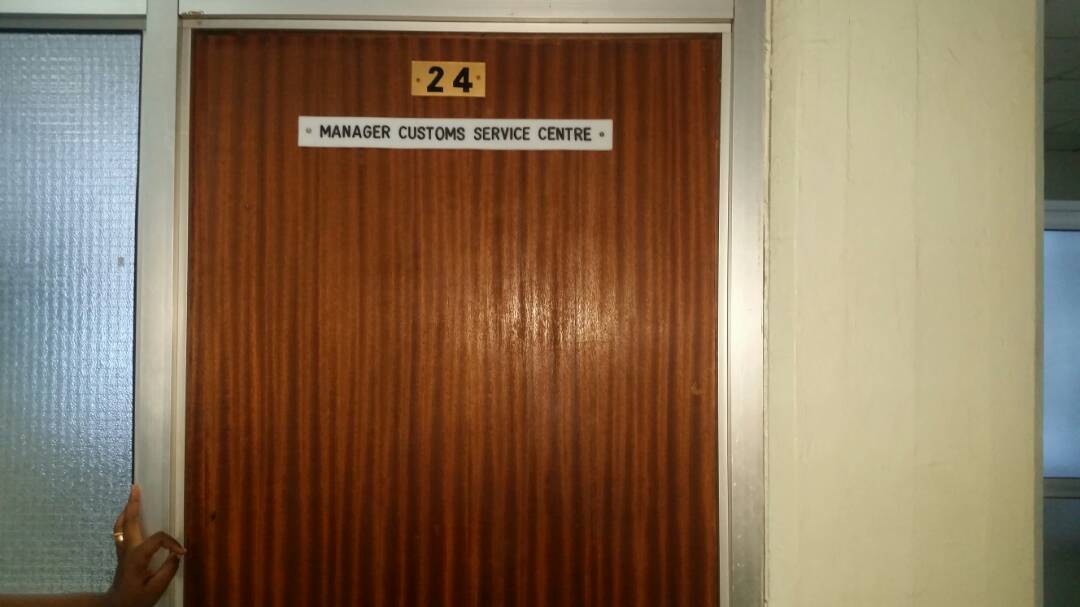 24
MANAGER CUSTOMS SERVICE CENTRE